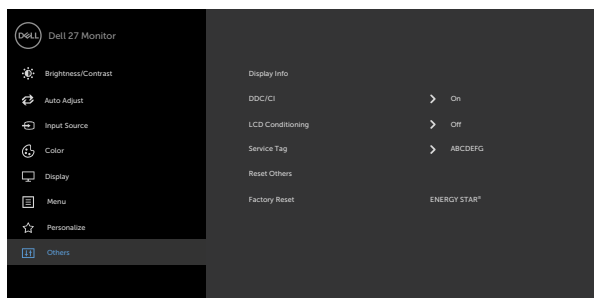 DELL
Dell 27 Monitor
Brightness/Contrast
Auto Adjust
Input Source
Color
Display
Menu
Personalize
Others
Display Info
DDC/CI On
LCD Conditioning Off
Service Tag ABCDEFG
Reset Others
Factory Reset ENERGY STAR®